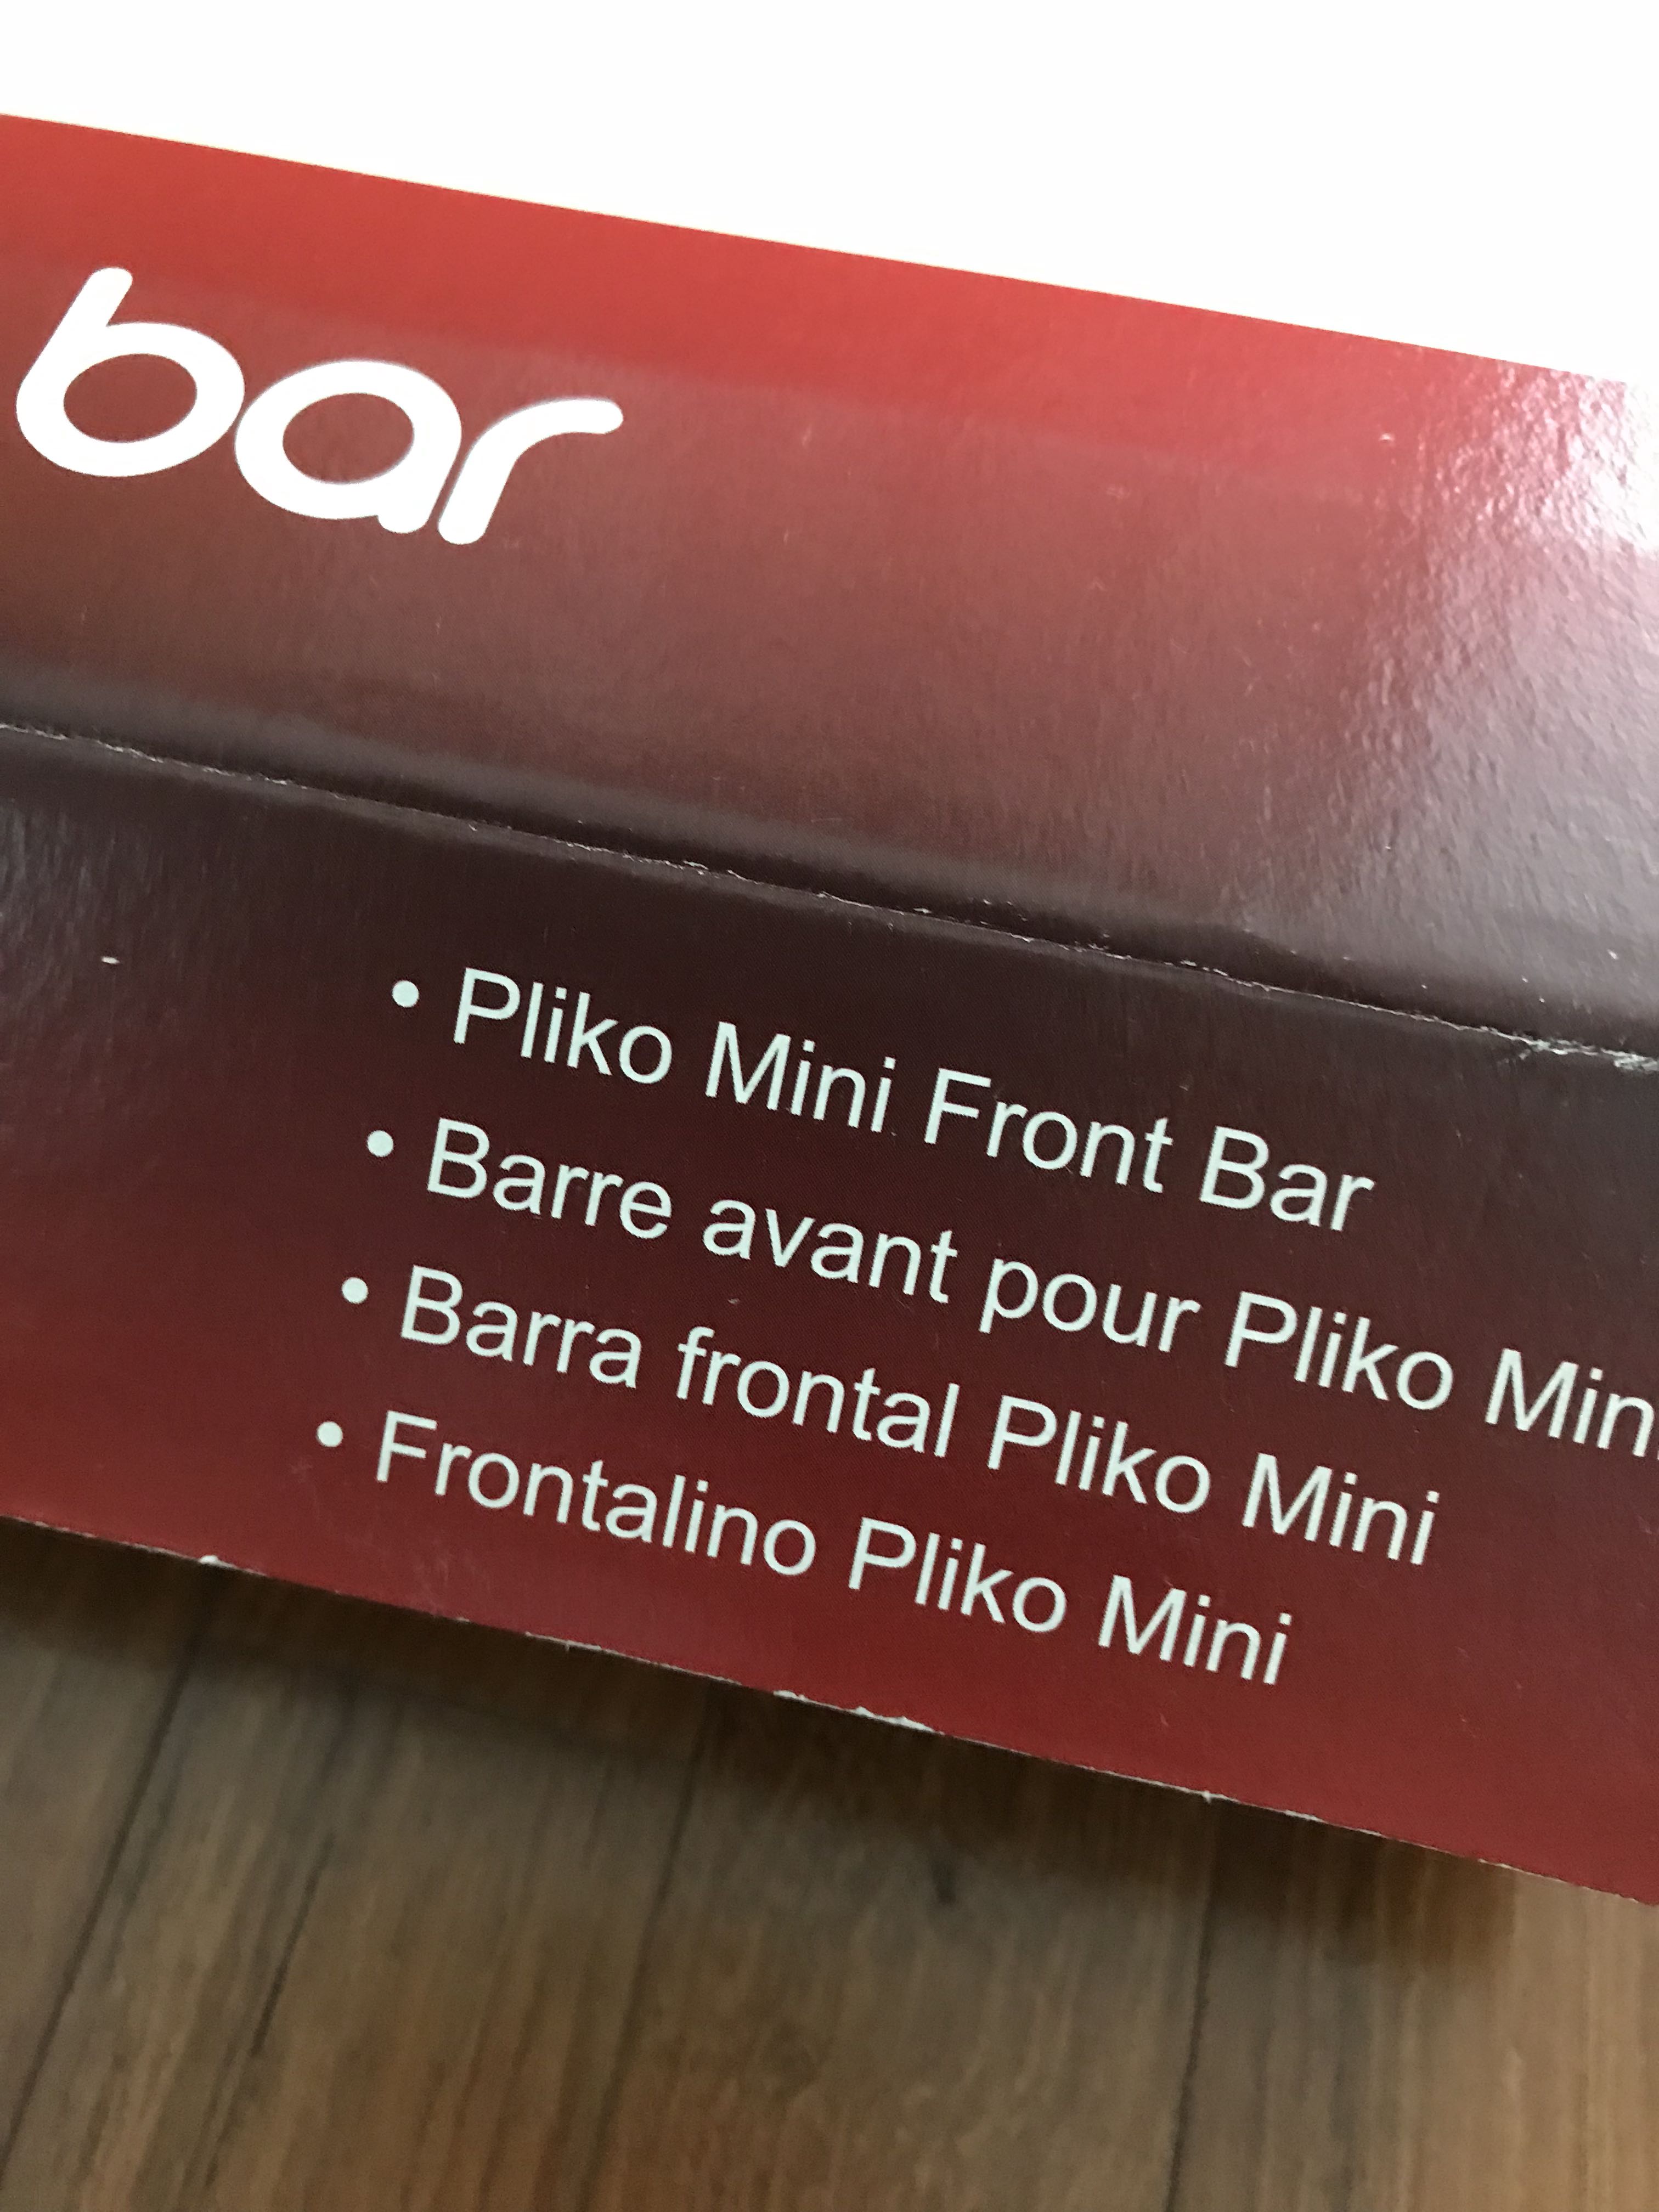 bar
• Pliko Mini Front Bar
• Barre avant pour Pliko Mini
• Barra frontal Pliko Mini
• Frontalino Pliko Mini